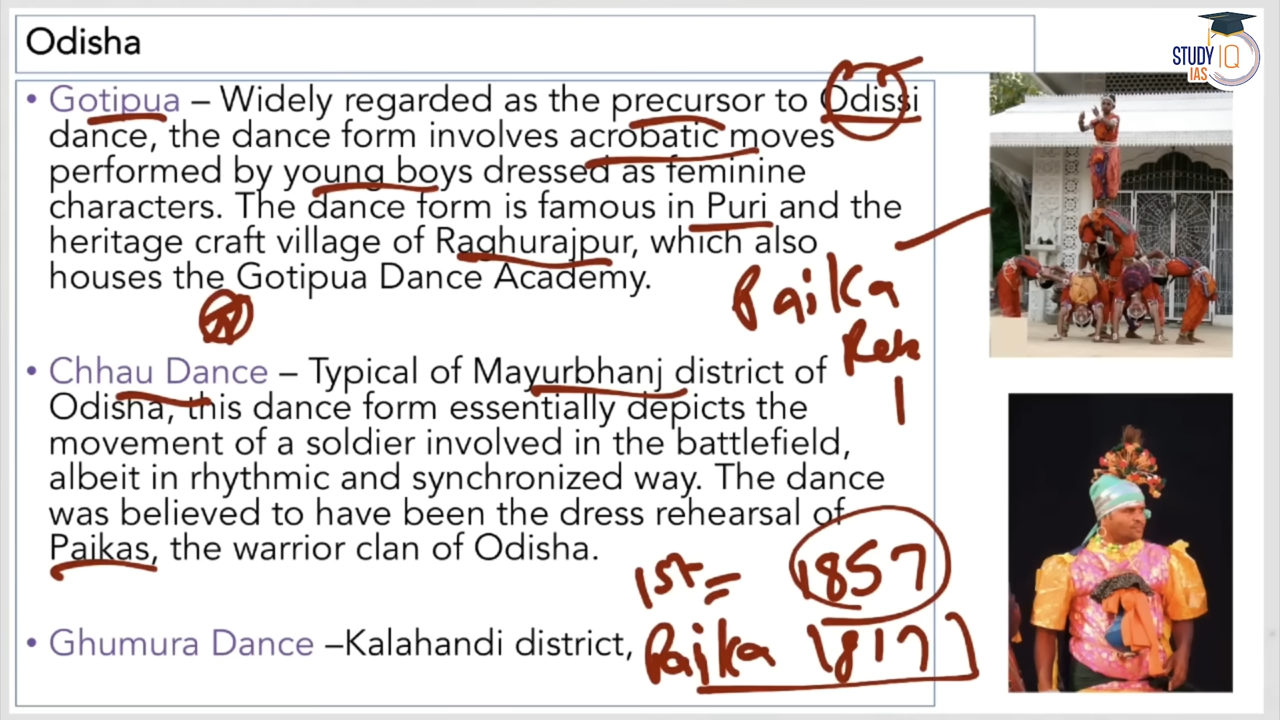 Odisha
STUDY IQ
IAS
• Gotipua – Widely regarded as the precursor to Odissi
dance, the dance form involves acrobatic moves
performed by young boys dressed as feminine
characters. The dance form is famous in Puri and the
heritage craft village of Raghurajpur, which also
houses the Gotipua Dance Academy.
Paika
• Chhau Dance – Typical of Mayurbhanj district of
Odisha, this dance form essentially depicts the
movement of a soldier involved in the battlefield,
albeit in rhythmic and synchronized way. The dance
was believed to have been the dress rehearsal of
Paikas, the warrior clan of Odisha.
1st = 1857
• Ghumura Dance –Kalahandi district,
Paika 1817